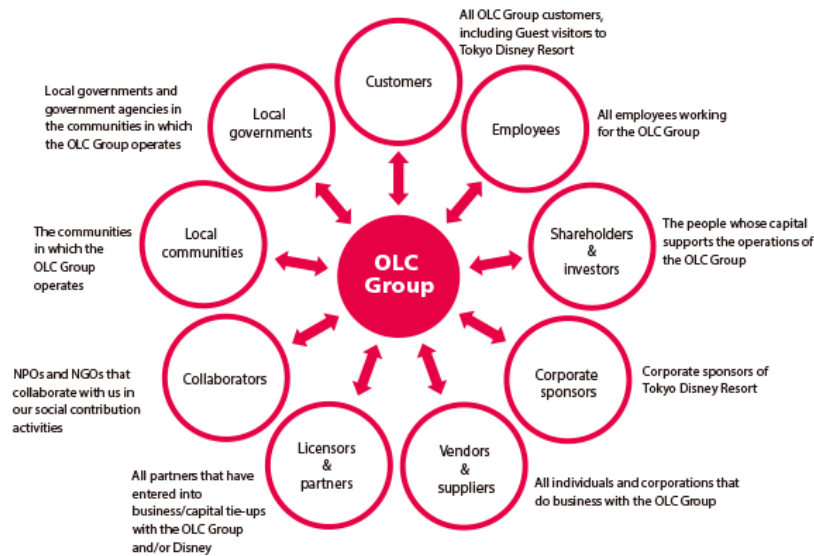 All OLC Group customers,
including Guest visitors to
Tokyo Disney Resort
Customers
Employees
All employees working
for the OLC Group
Shareholders
&
investors
The people whose capital
supports the operations of
the OLC Group
Corporate
sponsors
Corporate sponsors of
Tokyo Disney Resort
Vendors
&
suppliers
All individuals and corporations that
do business with the OLC Group
Licensors
&
partners
All partners that have
entered into
business/capital tie-ups
with the OLC Group
and/or Disney
Collaborators
NPOs and NGOs that
collaborate with us in
our social contribution
activities
Local
communities
The communities
in which the
OLC Group
operates
Local
governments
Local governments and
government agencies in
the communities in which
the OLC Group operates
OLC
Group